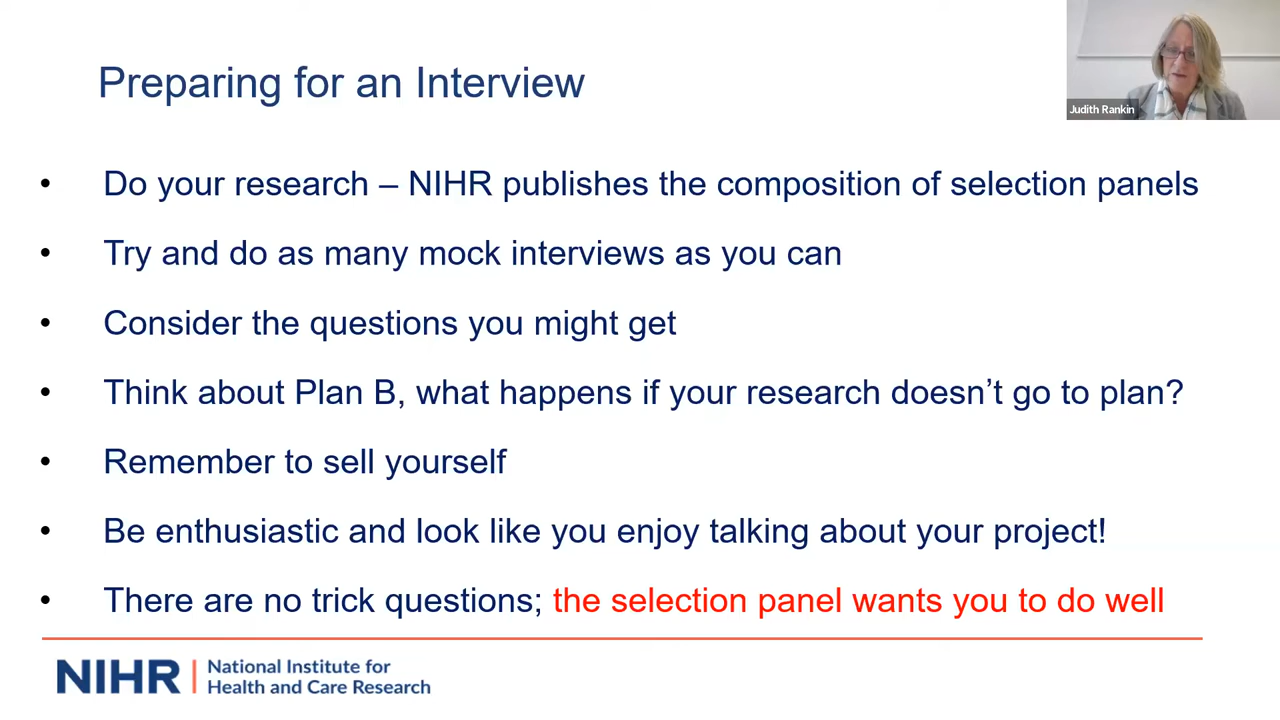 Preparing for an Interview
Judith Rankin
• Do your research – NIHR publishes the composition of selection panels
• Try and do as many mock interviews as you can
• Consider the questions you might get
• Think about Plan B, what happens if your research doesn’t go to plan?
• Remember to sell yourself
• Be enthusiastic and look like you enjoy talking about your project!
• There are no trick questions; the selection panel wants you to do well
NIHR | National Institute for
Health and Care Research